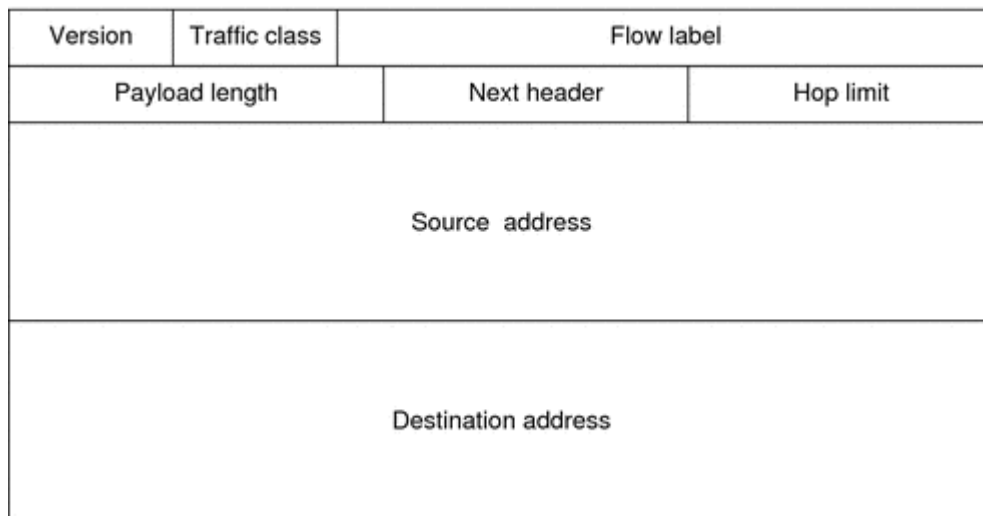 Version Traffic class Flow label
Payload length Next header Hop limit
Source address
Destination address